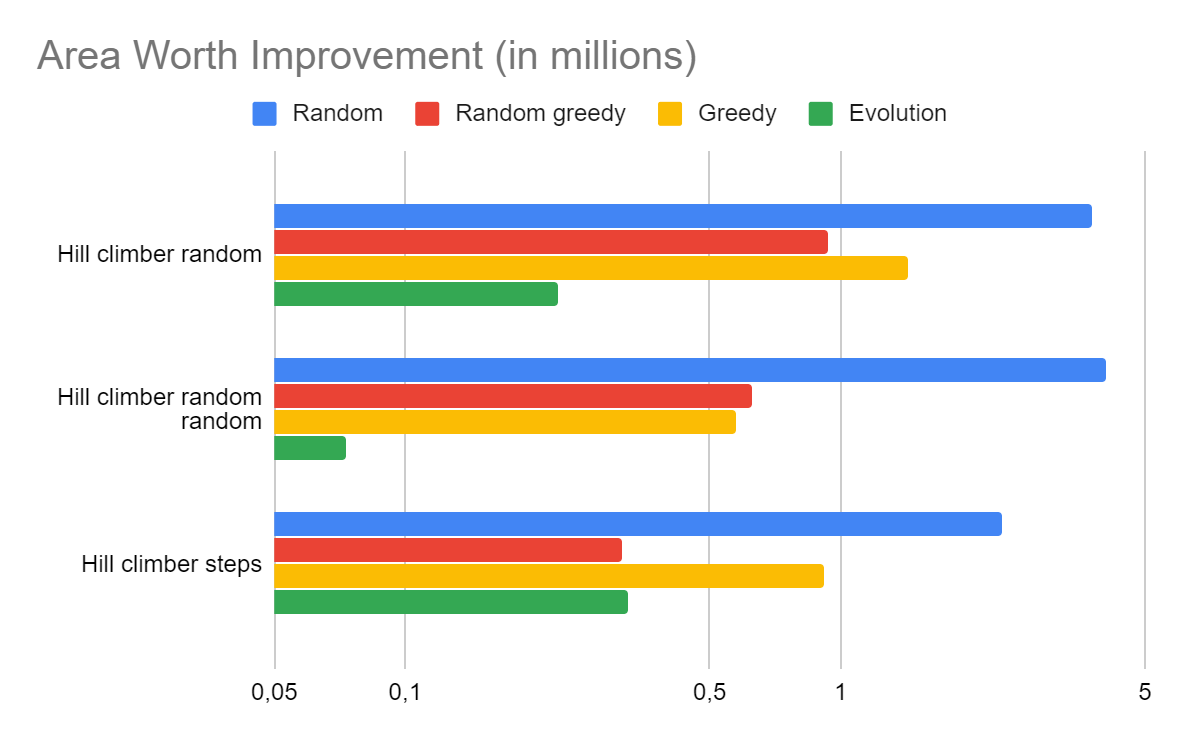 Area Worth Improvement (in millions)
Random
Random greedy
Greedy
Evolution
Hill climber random
Hill climber random
random
Hill climber steps
0,05
0,1
0,5
1
5